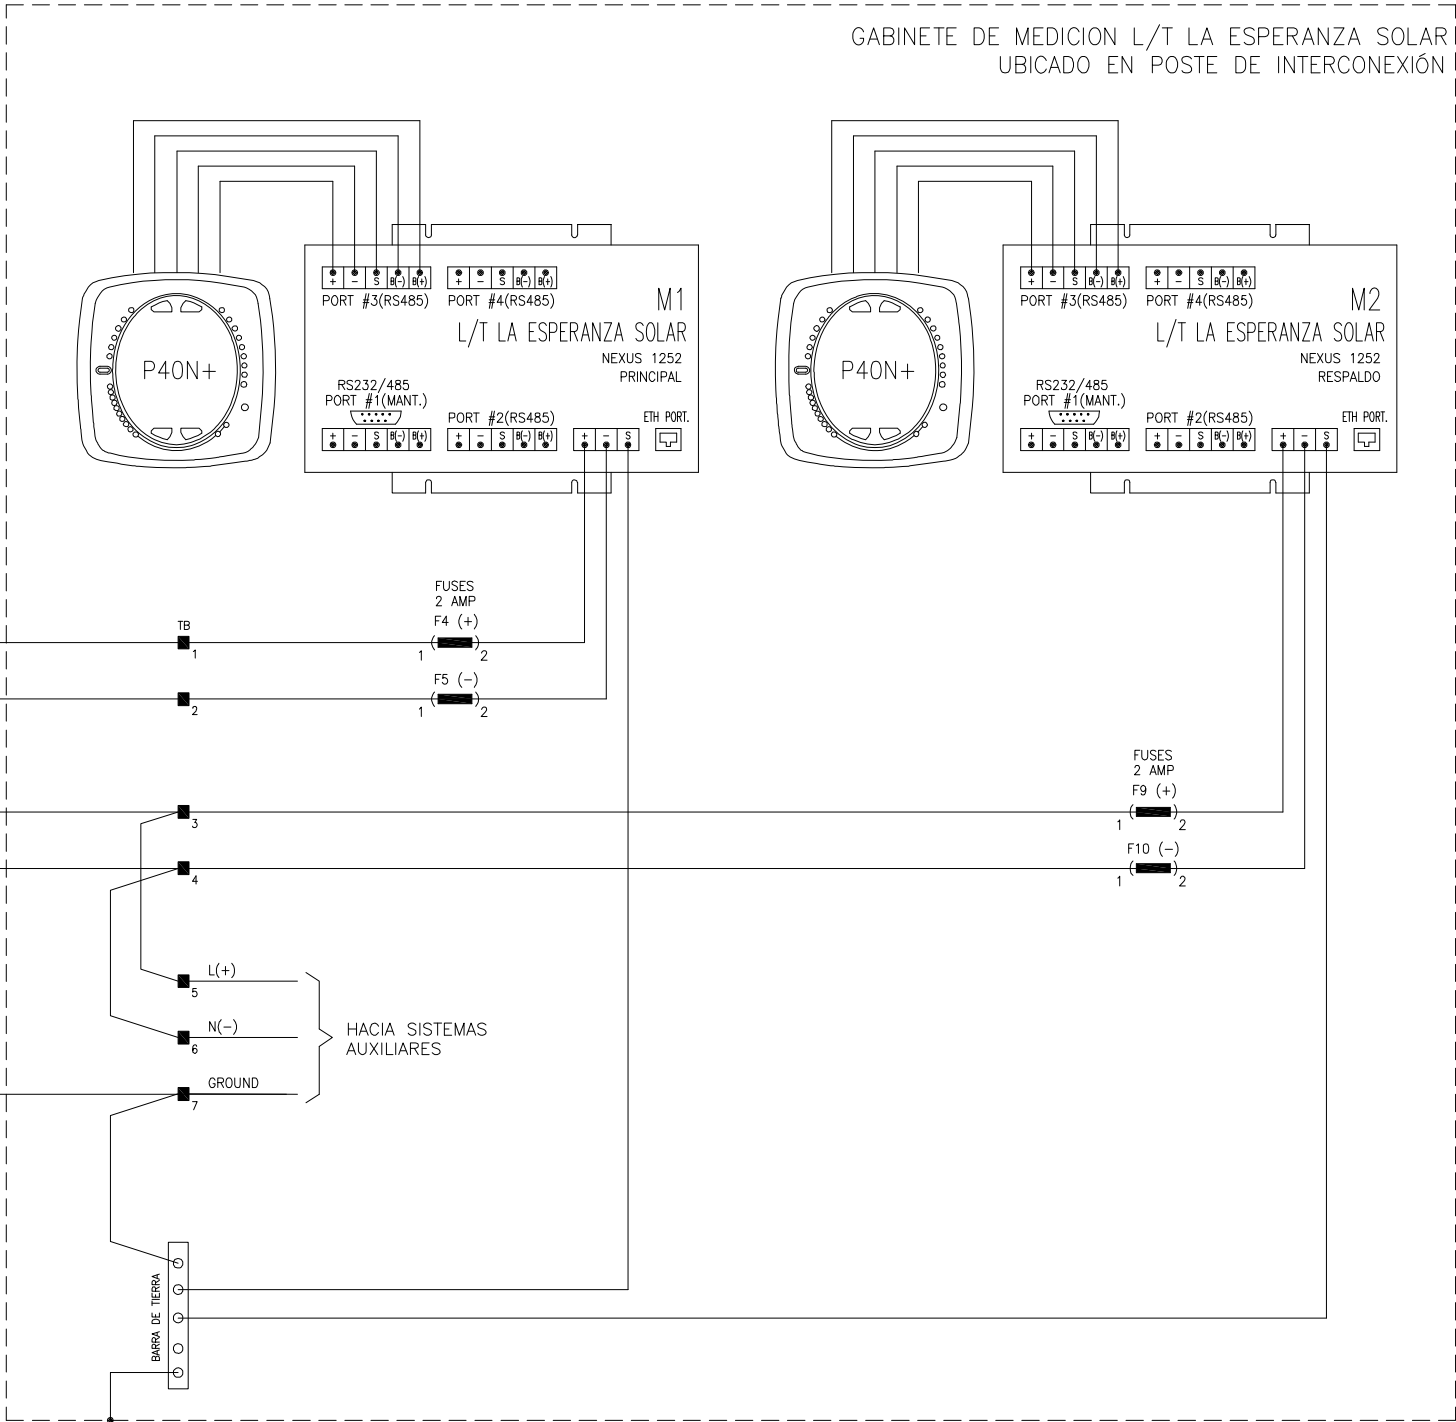 GABINETE DE MEDICION L/T LA ESPERANZA SOLAR
UBICADO EN POSTE DE INTERCONEXIÓN
+ − S B(−) B(+)
PORT #3(RS485)
+ − S B(−) B(+)
PORT #4(RS485)
M1
L/T LA ESPERANZA SOLAR
NEXUS 1252
PRINCIPAL
P40N+
RS232/485
PORT #1(MANT.)
+ − S B(−) B(+)
PORT #2(RS485)
+ − S B(−) B(+)
+ − S
ETH PORT.
+ − S B(−) B(+)
PORT #3(RS485)
+ − S B(−) B(+)
PORT #4(RS485)
M2
L/T LA ESPERANZA SOLAR
NEXUS 1252
RESPALDO
P40N+
RS232/485
PORT #1(MANT.)
+ − S B(−) B(+)
PORT #2(RS485)
+ − S B(−) B(+)
+ − S
ETH PORT.
FUSES
2 AMP
F4 (+)
TB
1
1 2
F5 (−)
2
1 2
FUSES
2 AMP
F9 (+)
3
1 2
F10 (−)
4
1 2
L(+)
5
N(−)
6
HACIA SISTEMAS
AUXILIARES
GROUND
7
BARRA DE TIERRA